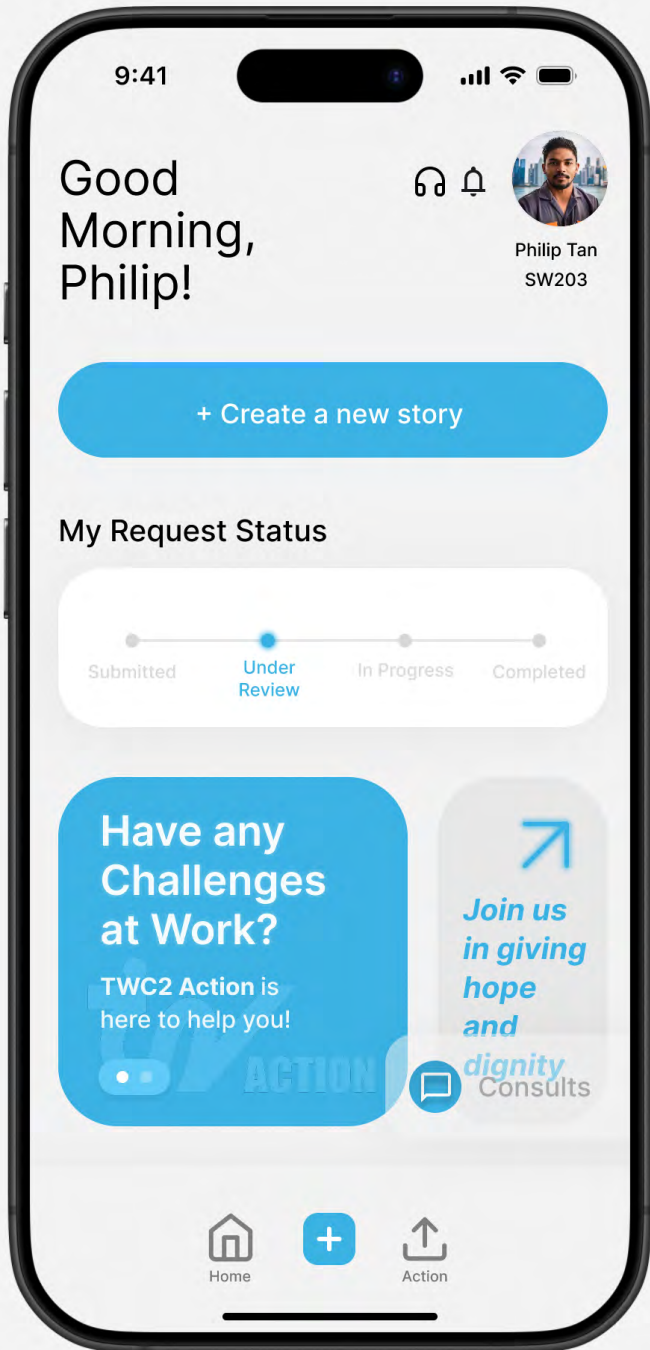 9:41
Good
Morning,
Philip!
Philip Tan
SW203
+ Create a new story
My Request Status
Submitted
Under
Review
In Progress
Completed
Have any
Challenges
at Work?
TWC2 Action is
here to help you!
ACTION
Join us
in giving
hope
and
dignity
Consults
Home
Action